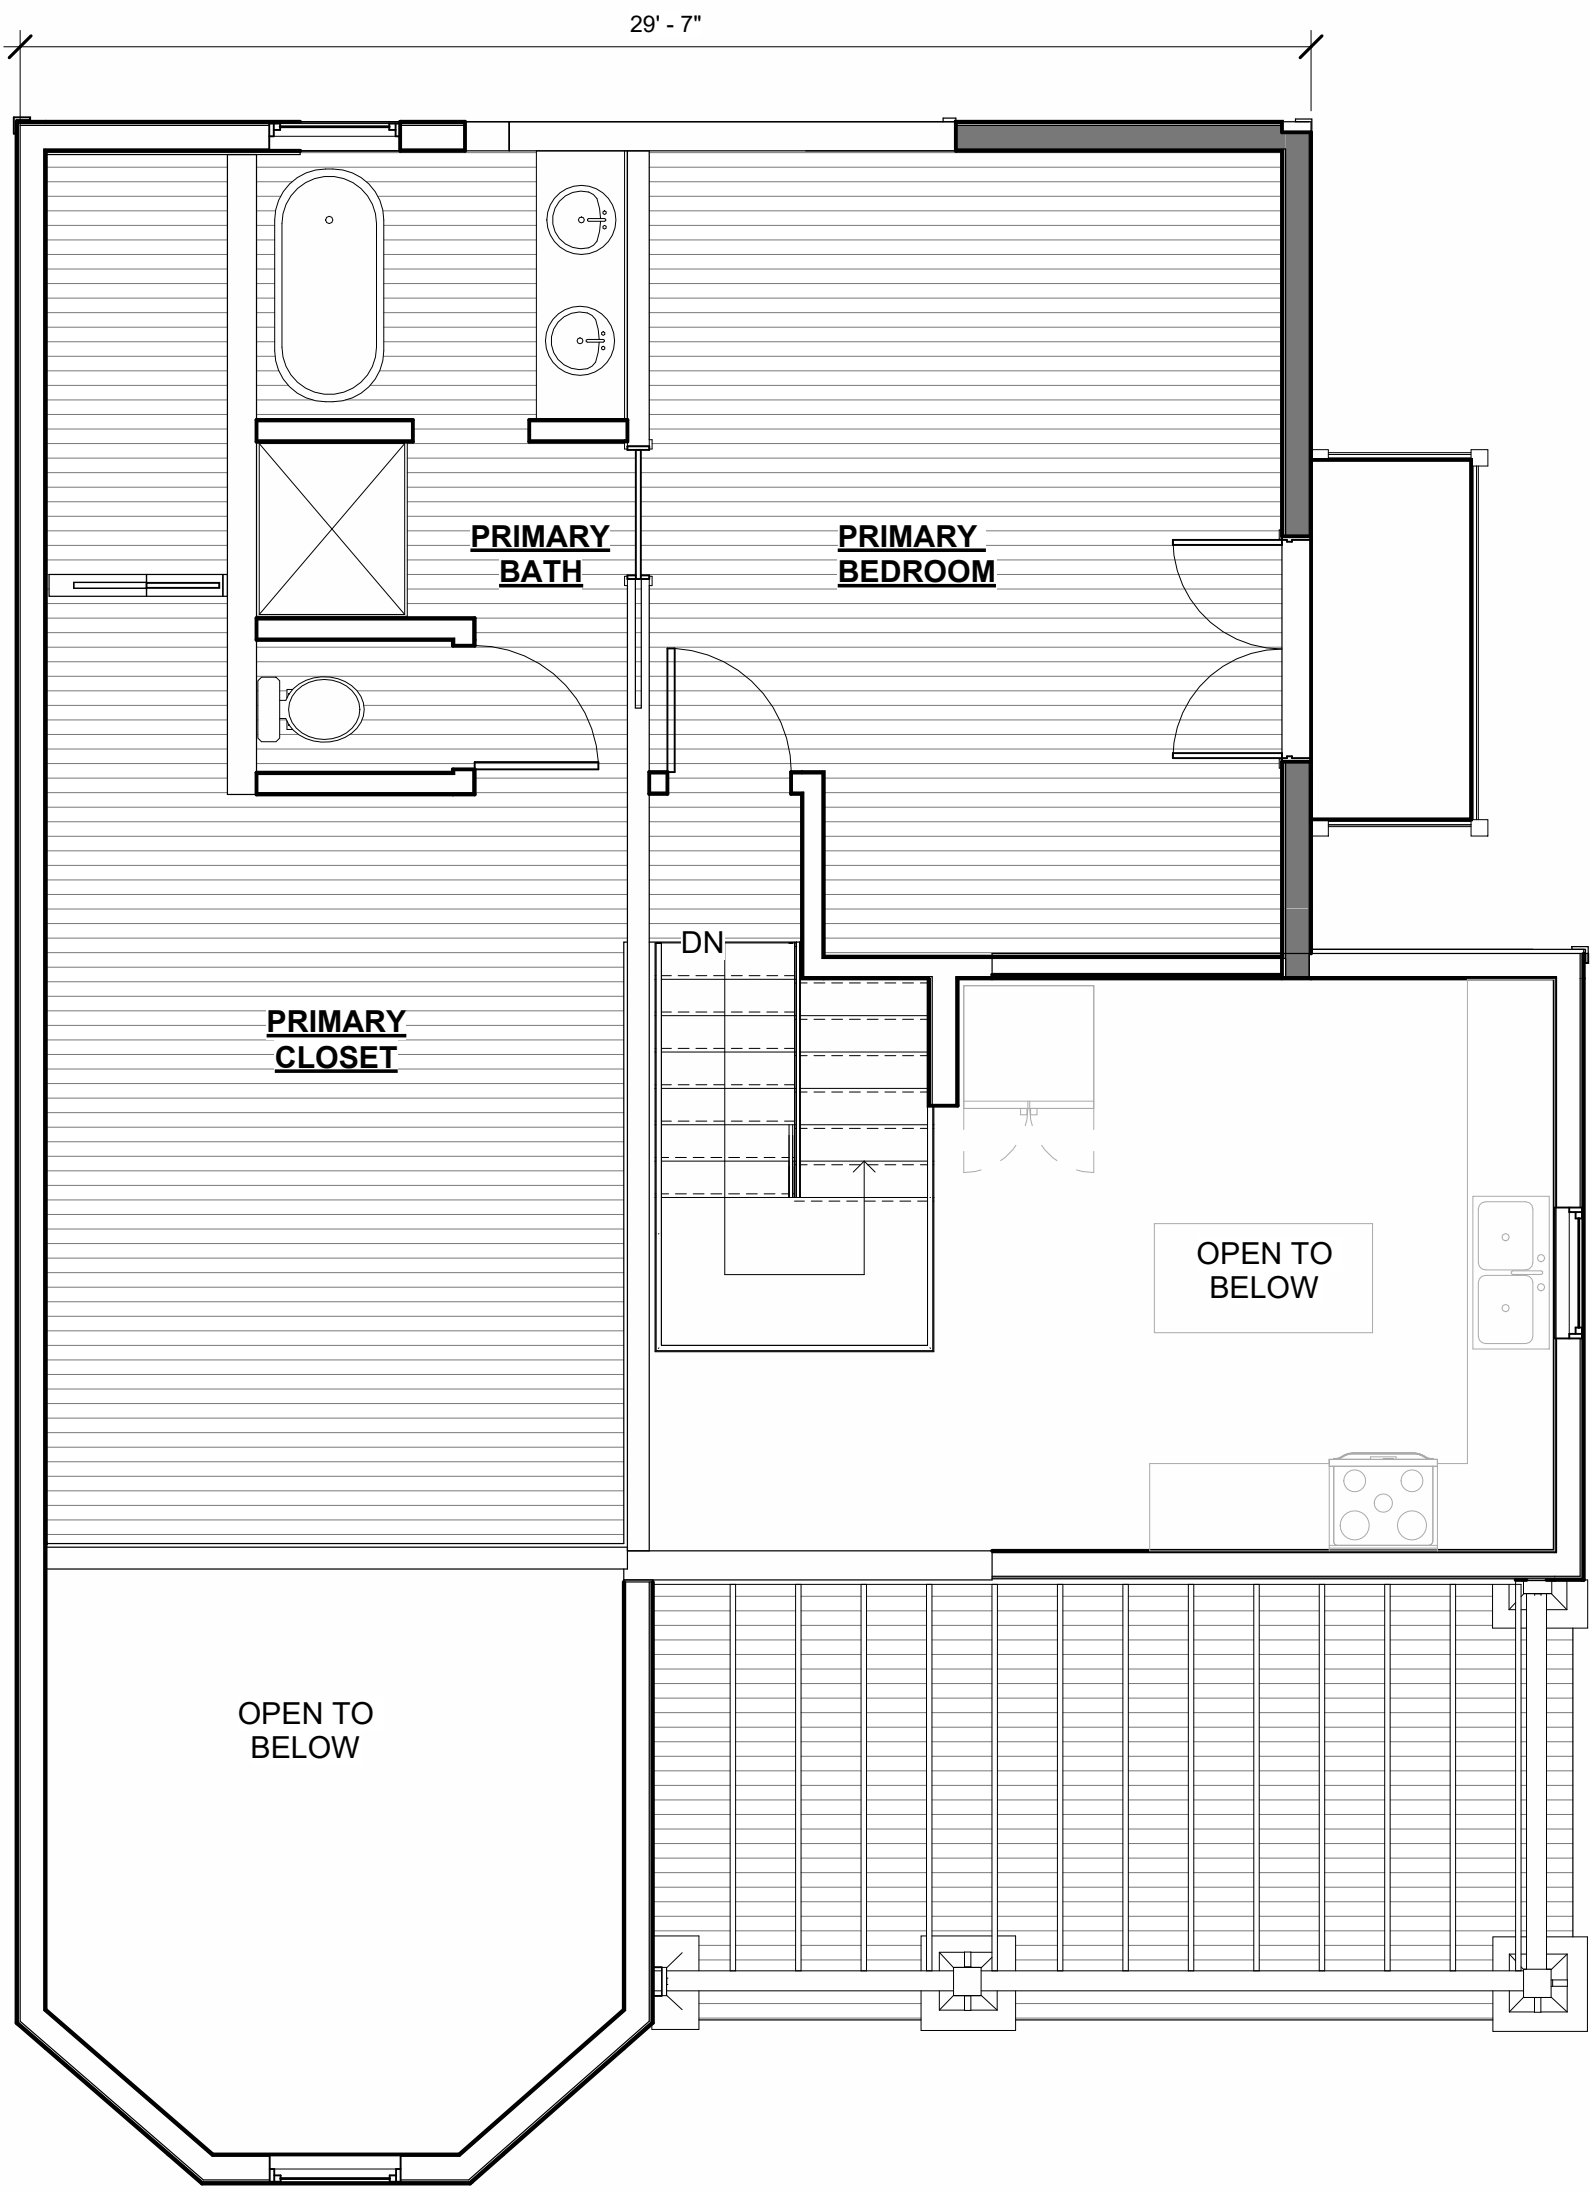 29' - 7"
PRIMARY
BATH
PRIMARY
BEDROOM
DN
PRIMARY
CLOSET
OPEN TO
BELOW
OPEN TO
BELOW